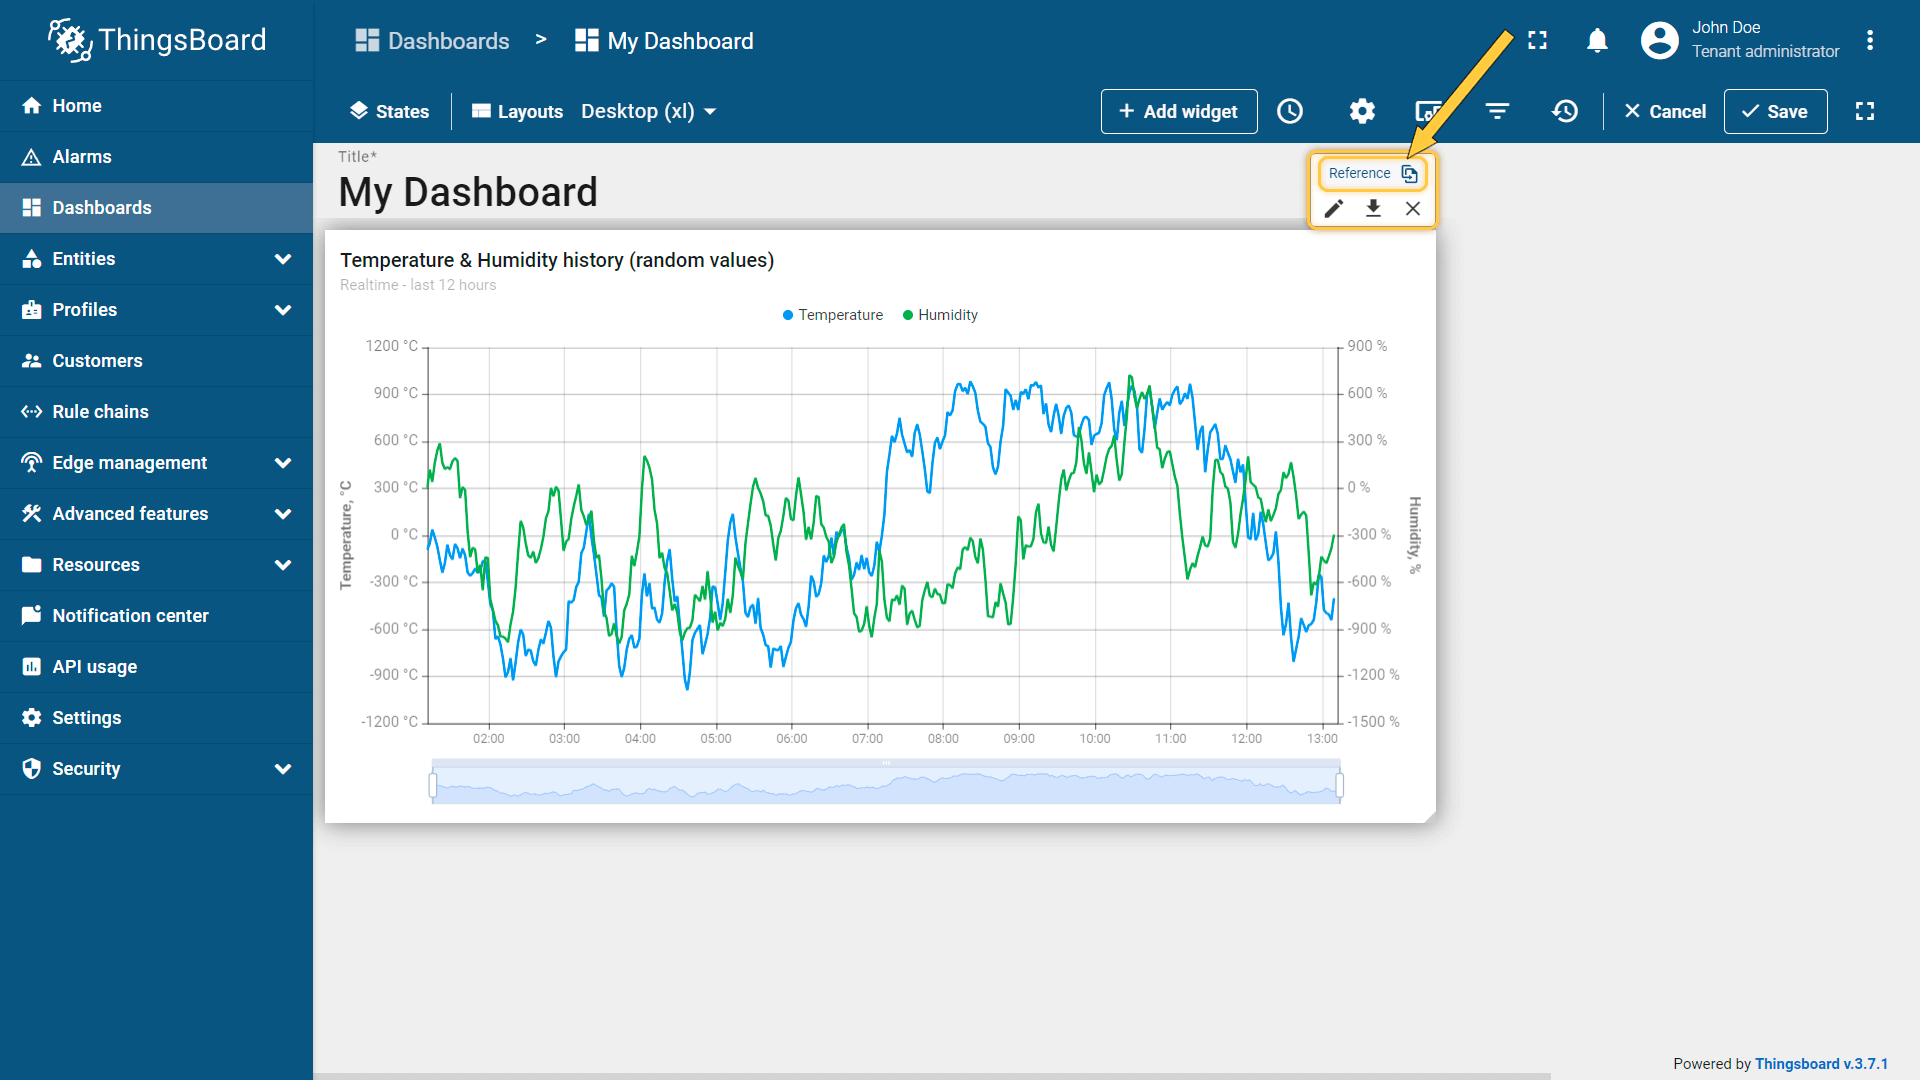 ThingsBoard
Dashboards > My Dashboard
John Doe
Tenant administrator
Home
Alarms
Dashboards
Entities
Profiles
Customers
Rule chains
Edge management
Advanced features
Resources
Notification center
API usage
Settings
Security
States
Layouts Desktop (xl)
+ Add widget
Cancel
Save
Title*
My Dashboard
Reference
Temperature & Humidity history (random values)
Realtime - last 12 hours
Temperature Humidity
1200 °C
900 °C
600 °C
300 °C
0 °C
-300 °C
-600 °C
-900 °C
-1200 °C
Temperature, °C
900 %
600 %
300 %
0 %
-300 %
-600 %
-900 %
-1200 %
-1500 %
Humidity, %
02:00 03:00 04:00 05:00 06:00 07:00 08:00 09:00 10:00 11:00 12:00 13:00
Powered by Thingsboard v.3.7.1